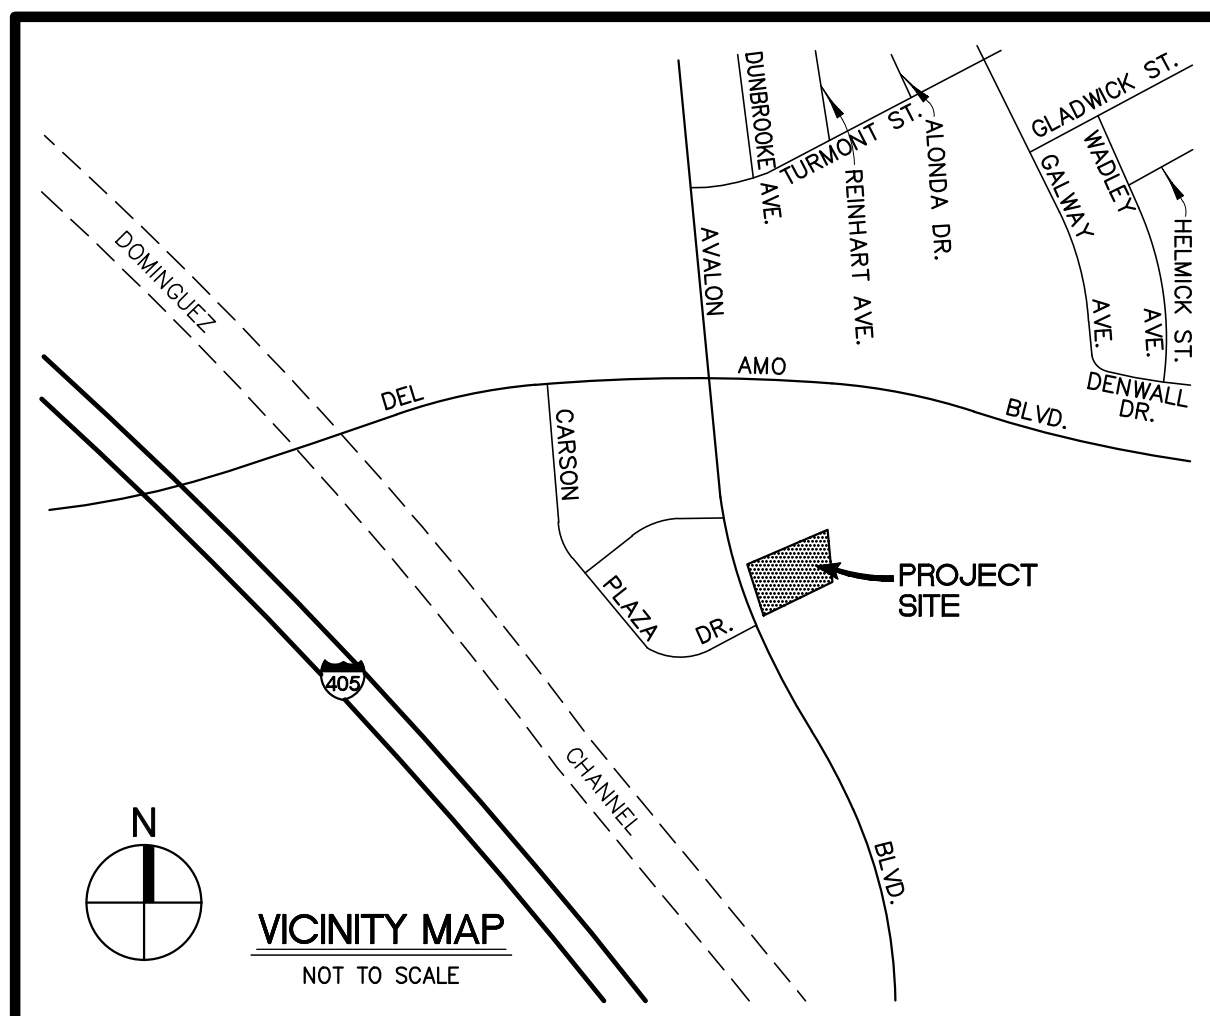 DUNBROOKE AVE.
TURMONT ST.
REINHART AVE.
ALONDA DR.
GLADWICK ST.
WADLEY AVE.
GALWAY AVE.
HELMICK ST.
DENWALL
DR.
DOMINGUEZ
AVALON
DEL
AMO
BLVD.
CARSON
PLAZA
DR.
PROJECT
SITE
405
CHANNEL
BLVD.
N
VICINITY MAP
NOT TO SCALE